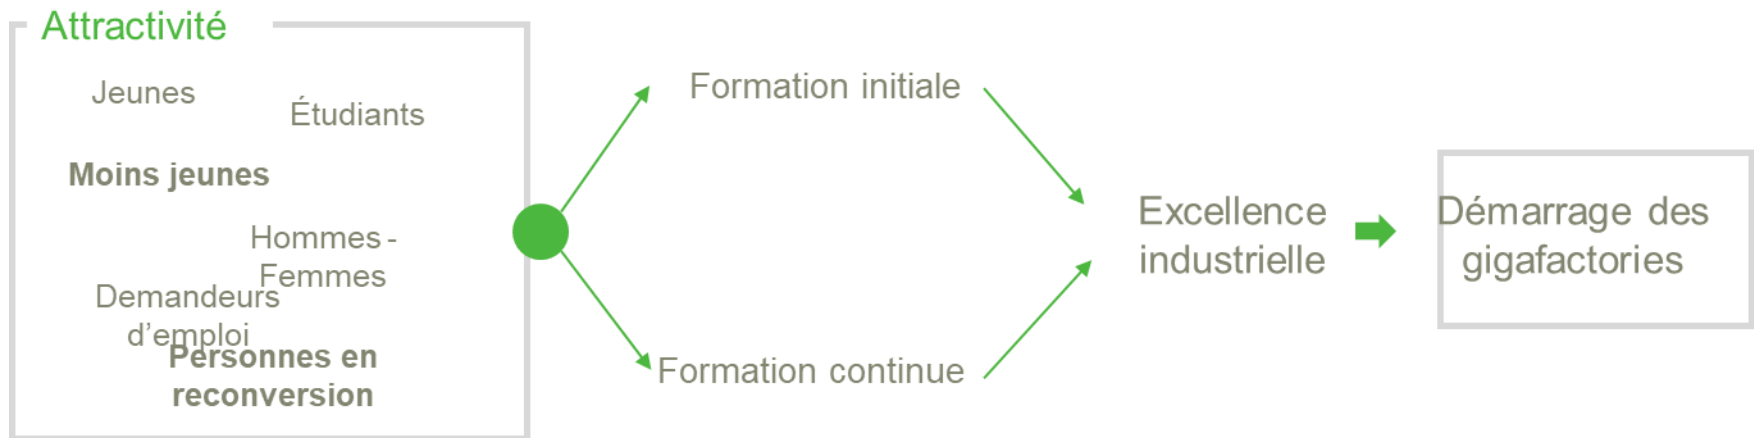 Attractivité
Jeunes
Étudiants
Moins jeunes
Hommes -
Femmes
Demandeurs
d’emploi
Personnes en
reconversion
Formation initiale
Formation continue
Excellence
industrielle
Démarrage des
gigafactories